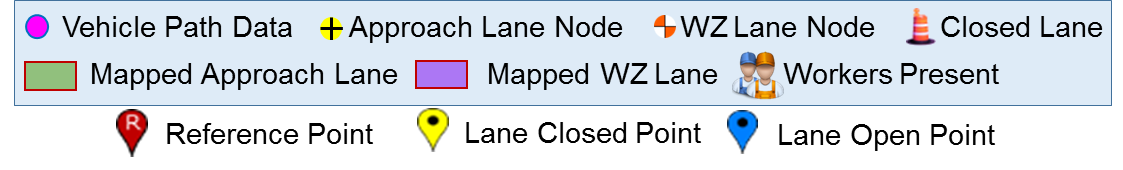 Vehicle Path Data Approach Lane Node WZ Lane Node Closed Lane
Mapped Approach Lane Mapped WZ Lane Workers Present
R Reference Point Lane Closed Point Lane Open Point